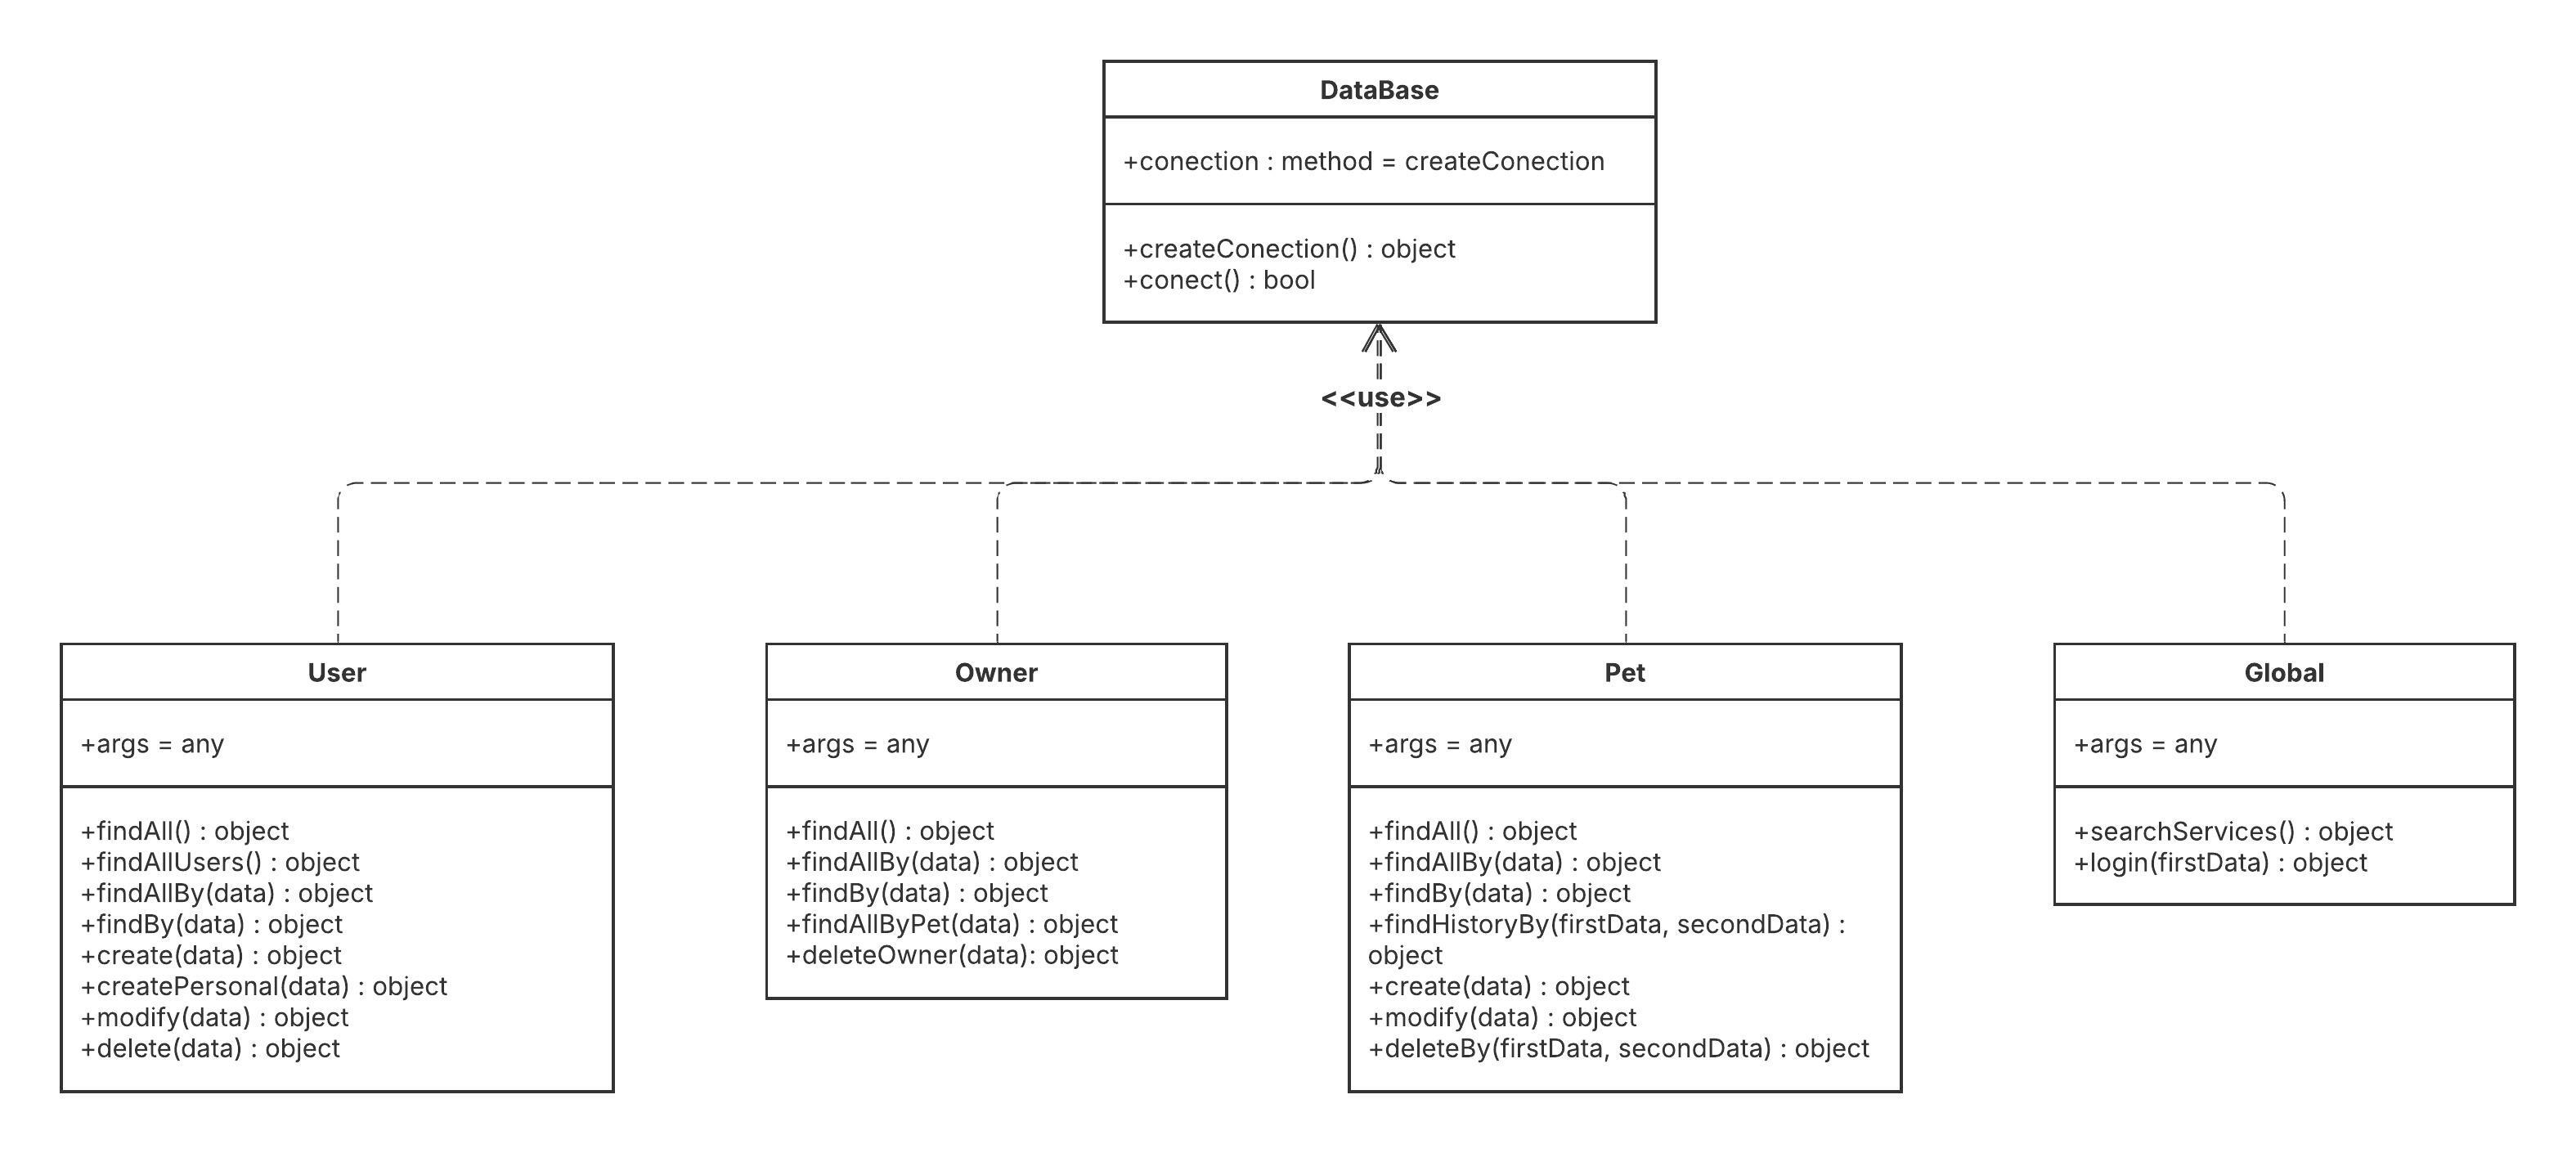 DataBase
+conection : method = createConection
+createConection() : object
+conect() : bool
<<use>>
User
+args = any
+findAll() : object
+findAllUsers() : object
+findAllBy(data) : object
+findBy(data) : object
+create(data) : object
+createPersonal(data) : object
+modify(data) : object
+delete(data) : object
Owner
+args = any
+findAll() : object
+findAllBy(data) : object
+findBy(data) : object
+findAllByPet(data) : object
+deleteOwner(data): object
Pet
+args = any
+findAll() : object
+findAllBy(data) : object
+findBy(data) : object
+findHistoryBy(firstData, secondData) :
object
+create(data) : object
+modify(data) : object
+deleteBy(firstData, secondData) : object
Global
+args = any
+searchServices() : object
+login(firstData) : object